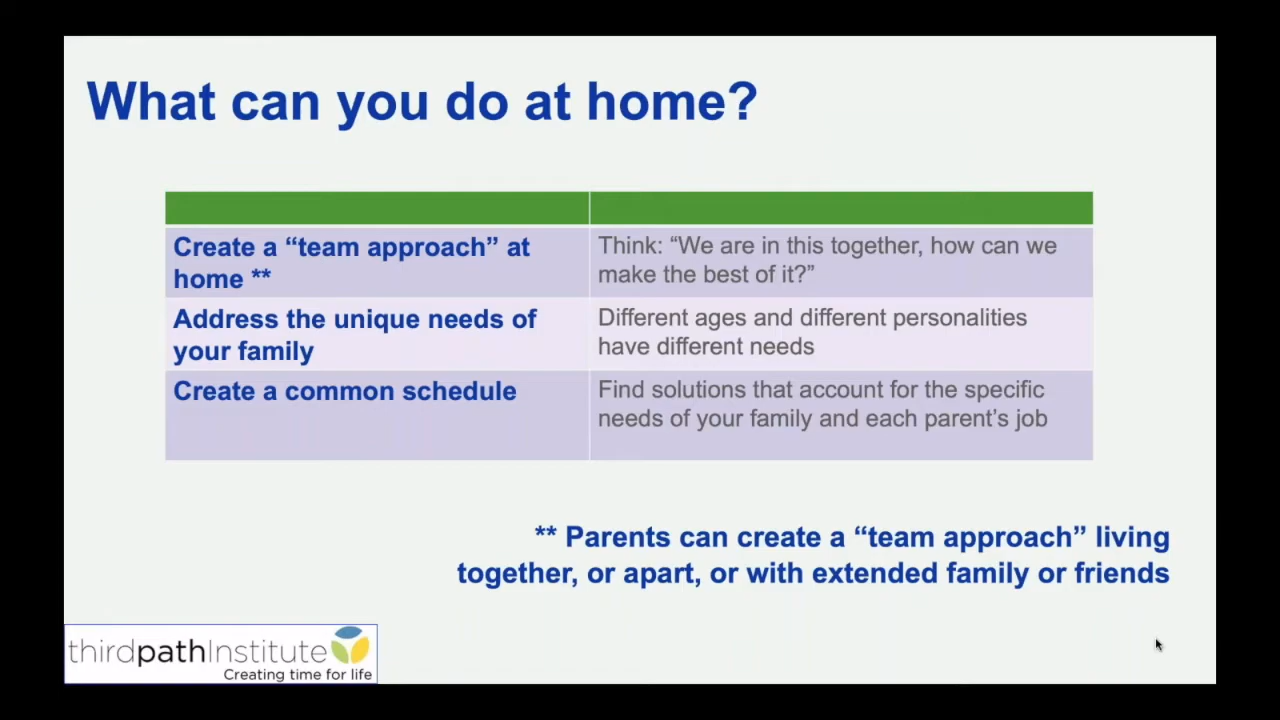 What can you do at home?
Create a “team approach” at
home **
Think: “We are in this together, how can we
make the best of it?”
Address the unique needs of
your family
Different ages and different personalities
have different needs
Create a common schedule
Find solutions that account for the specific
needs of your family and each parent’s job
** Parents can create a “team approach” living
together, or apart, or with extended family or friends
thirdpathInstitute
Creating time for life